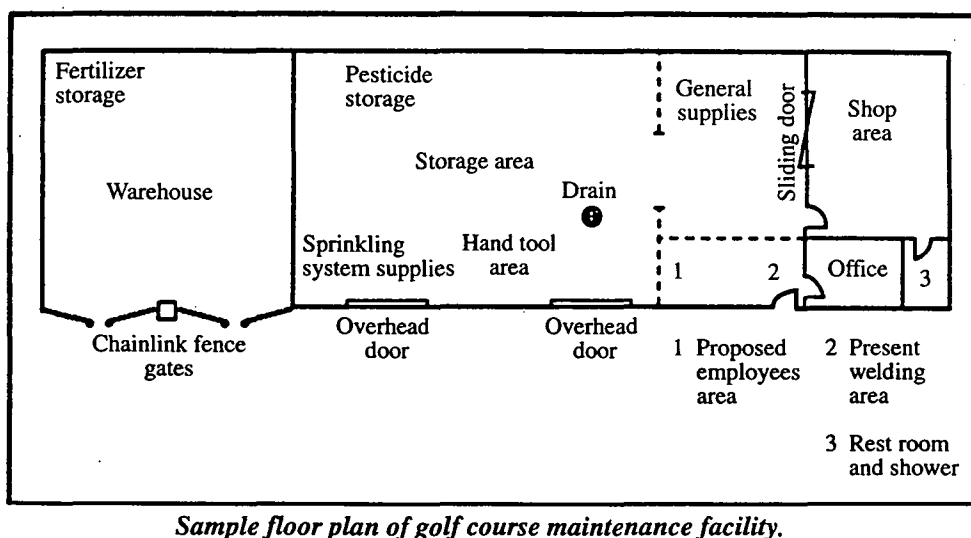 Fertilizer
storage
Warehouse
Chainlink fence
gates
Pesticide
storage
Storage area
Drain
Sprinkling
system supplies
Hand tool
area
Overhead
door
Overhead
door
General
supplies
Sliding door
Shop
area
1
2
Office
3
1 Proposed
employees
area
2 Present
welding
area
3 Rest room
and shower
Sample floor plan of golf course maintenance facility.